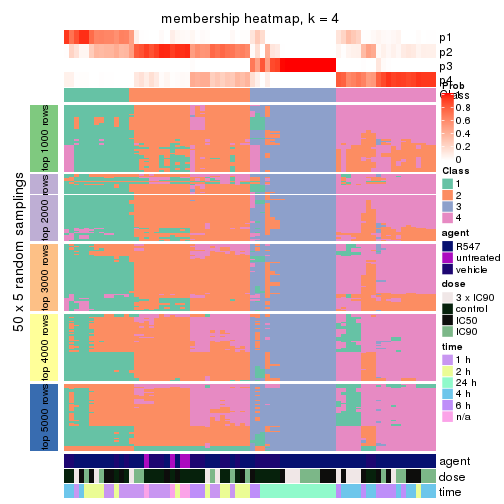 membership heatmap, k = 4
p1
p2
p3
p4
Prob
Class
0.8
0.6
0.4
0.2
0
Class
1
2
3
4
agent
R547
untreated
vehicle
dose
3 x IC90
control
IC50
IC90
time
1 h
2 h
24 h
4 h
6 h
n/a
50 x 5 random samplings
top 1000 rows
top 2000 rows
top 3000 rows
top 4000 rows
top 5000 rows
agent
dose
time